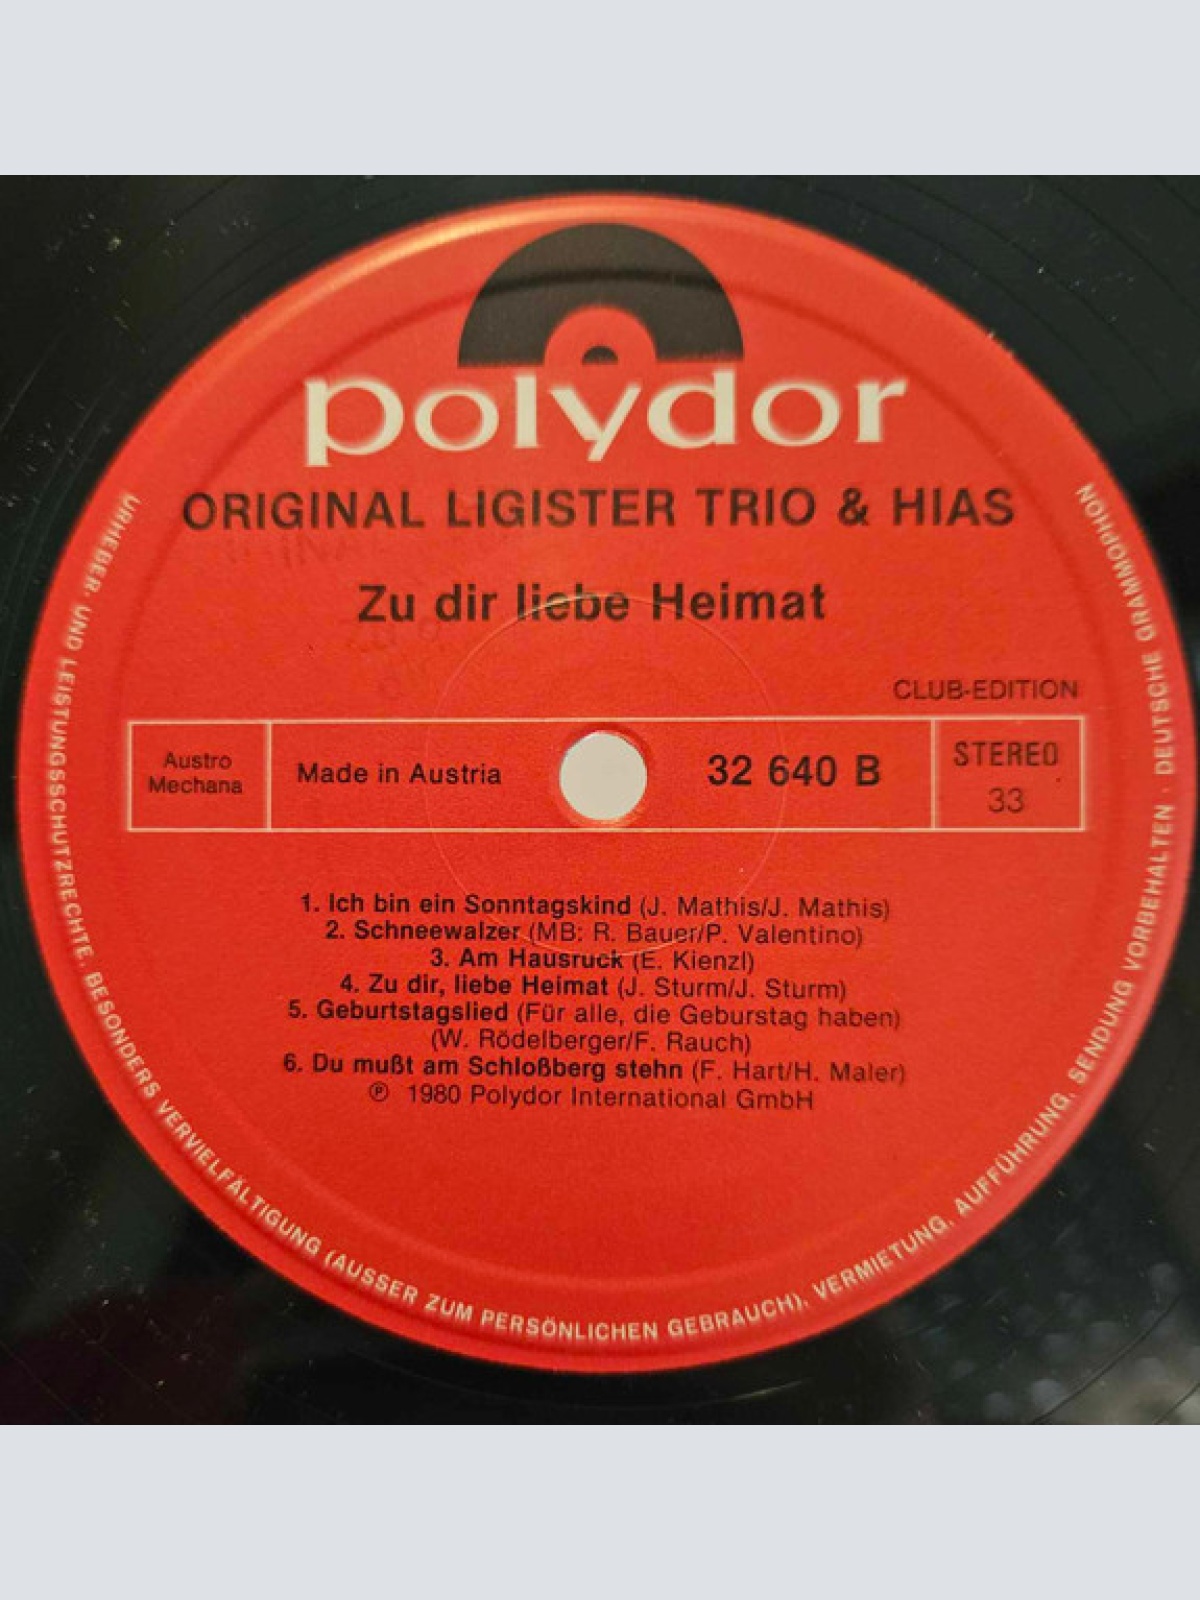 polydor
ORIGINAL LIGISTER TRIO & HIAS
Zu dir liebe Heimat
CLUB-EDITION
Austro
Mechana
Made in Austria
32 640 B
STEREO
33
1. Ich bin ein Sonntagskind (J. Mathis/J. Mathis)
2. Schneewalzer (MB: R. Bauer/P. Valentino)
3. Am Hausruck (E. Kienzl)
4. Zu dir, liebe Heimat (J. Sturm/J. Sturm)
5. Geburtstagslied (Für alle, die Geburstag haben)
(W. Rödelberger/F. Rauch)
6. Du mußt am Schloßberg stehn (F. Hart/H. Maler)
℗ 1980 Polydor International GmbH
URHEBER- UND LEISTUNGSSCHUTZRECHTE, BESONDERS VERVIELFÄLTIGUNG (AUSSER ZUM PERSÖNLICHEN GEBRAUCH), VERMIETUNG, AUFFÜHRUNG, SENDUNG VORBEHALTEN · DEUTSCHE GRAMMOPHON